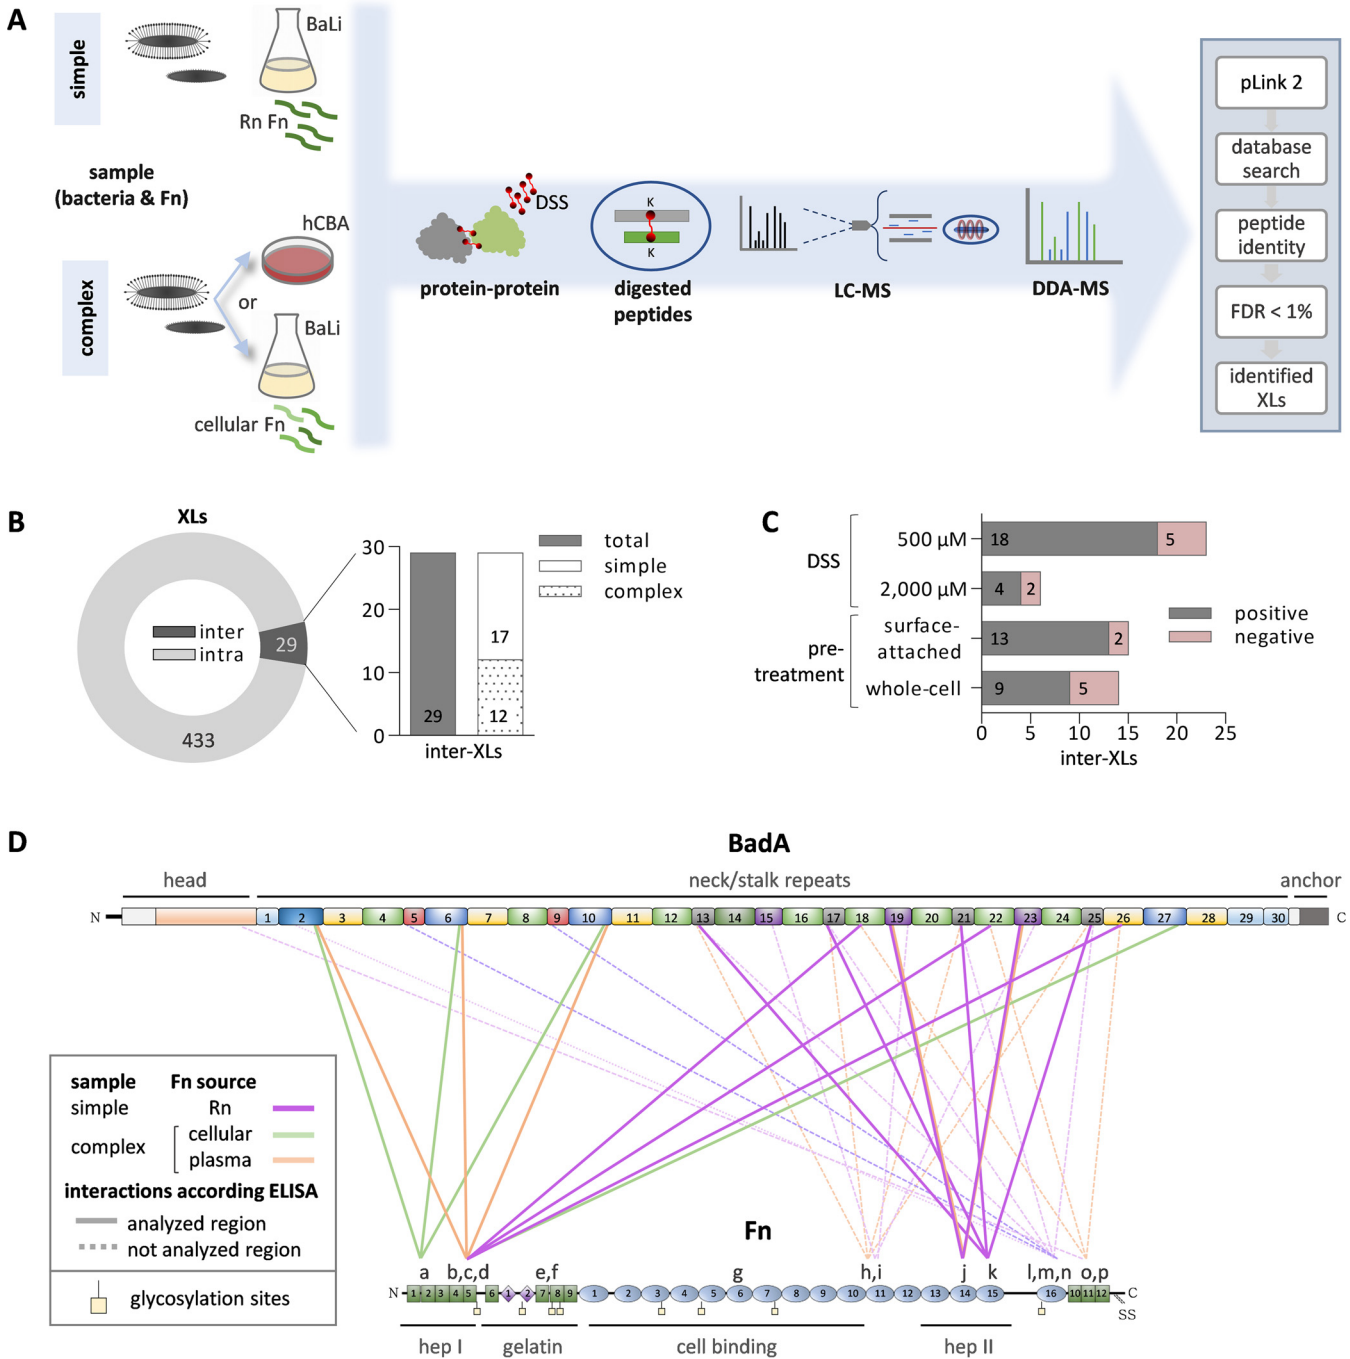 A
simple
BaLi
Rn Fn
sample
(bacteria & Fn)
complex
hCBA
or
BaLi
cellular Fn
DSS
protein-protein
K
K
digested
peptides
LC-MS
DDA-MS
pLink 2
database
search
peptide
identity
FDR < 1%
identified
XLs
B
XLs
inter
intra
29
433
30
20
10
0
29
17
12
inter-XLs
total
simple
complex
C
DSS
500 µM
18
5
2,000 µM
4
2
pre-
treatment
surface-
attached
13
2
whole-cell
9
5
0 5 10 15 20 25
inter-XLs
positive
negative
D
BadA
head
neck/stalk repeats
anchor
N 1 2 3 4 5 6 7 8 9 10 11 12 13 14 15 16 17 18 19 20 21 22 23 24 25 26 27 28 29 30 C
sample Fn source
simple Rn
complex cellular
plasma
interactions according ELISA
analyzed region
not analyzed region
glycosylation sites
Fn
a b,c,d e,f g h,i j k l,m,n o,p
N 1 2 3 4 5 6 1 2 7 8 9 1 2 3 4 5 6 7 8 9 10 11 12 13 14 15 16 10 11 12 C
SS
hep I
gelatin
cell binding
hep II